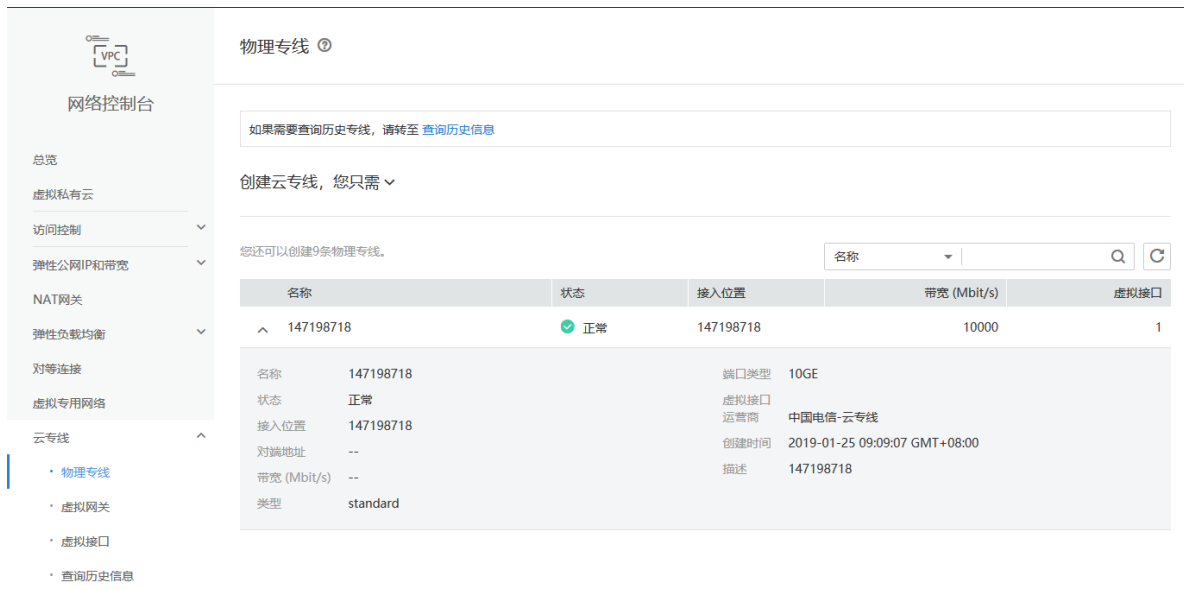 VPC
网络控制台
总览
虚拟私有云
访问控制
弹性公网IP和带宽
NAT网关
弹性负载均衡
对等连接
虚拟专用网络
云专线
· 物理专线
· 虚拟网关
· 虚拟接口
· 查询历史信息
物理专线 ?
如果需要查询历史专线，请转至 查询历史信息
创建云专线，您只需
您还可以创建9条物理专线。
名称
名称 状态 接入位置 带宽 (Mbit/s) 虚拟接口
147198718 正常 147198718 10000 1
名称 147198718
状态 正常
接入位置 147198718
对端地址 --
带宽 (Mbit/s) --
类型 standard
端口类型 10GE
虚拟接口
运营商 中国电信-云专线
创建时间 2019-01-25 09:09:07 GMT+08:00
描述 147198718